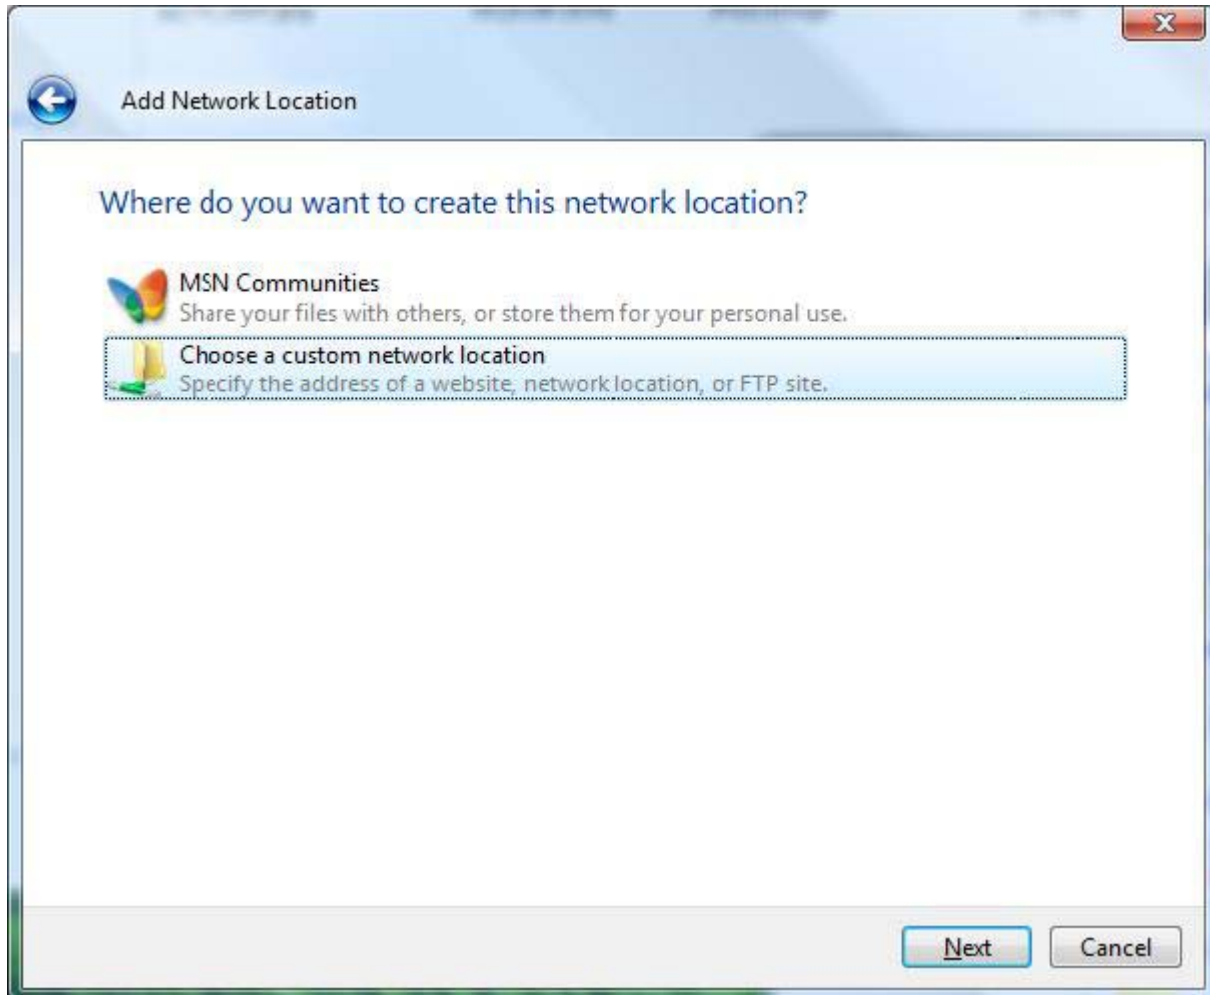 Add Network Location
Where do you want to create this network location?
MSN Communities
Share your files with others, or store them for your personal use.
Choose a custom network location
Specify the address of a website, network location, or FTP site.
Next
Cancel